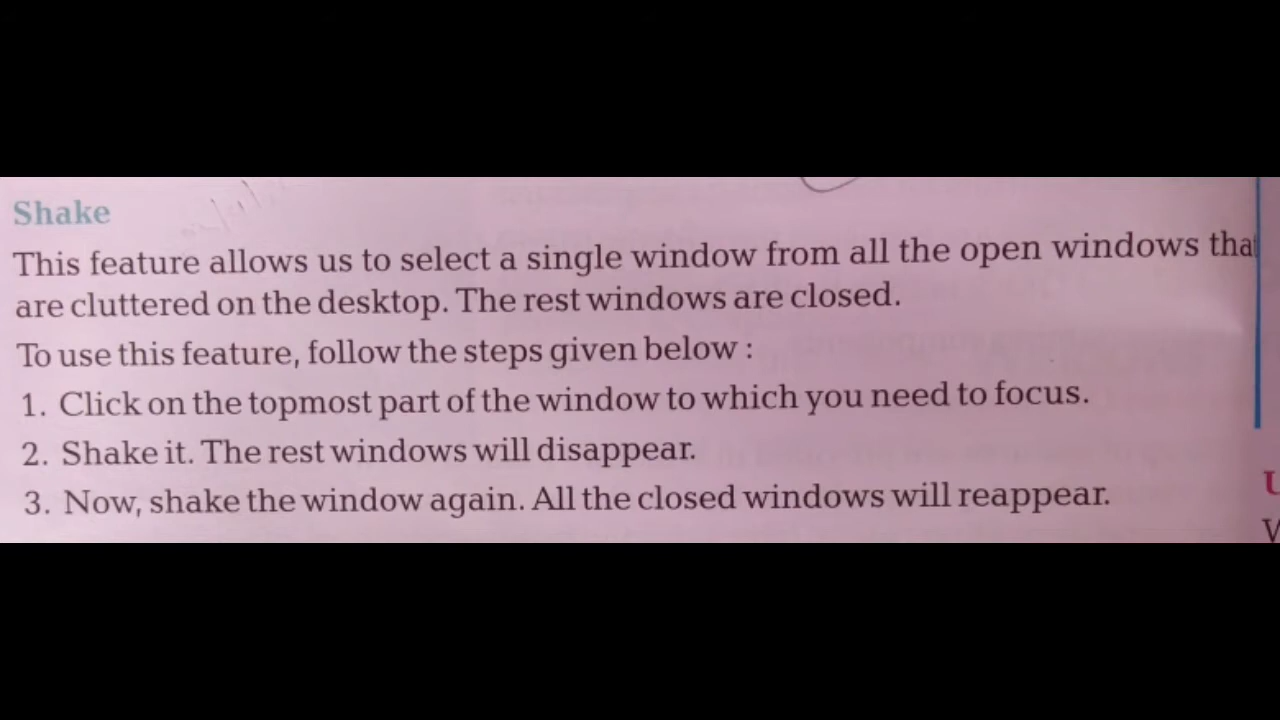 Shake
This feature allows us to select a single window from all the open windows tha
are cluttered on the desktop. The rest windows are closed.
To use this feature, follow the steps given below :
1. Click on the topmost part of the window to which you need to focus.
2. Shake it. The rest windows will disappear.
3. Now, shake the window again. All the closed windows will reappear.
U
W